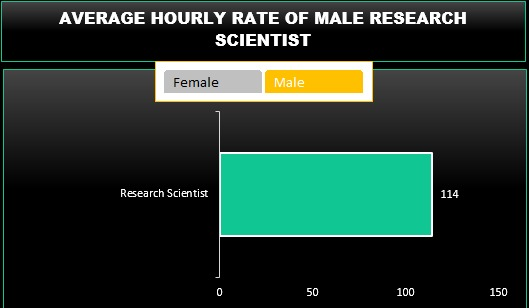 AVERAGE HOURLY RATE OF MALE RESEARCH
SCIENTIST
Female
Male
Research Scientist
114
0
50
100
150